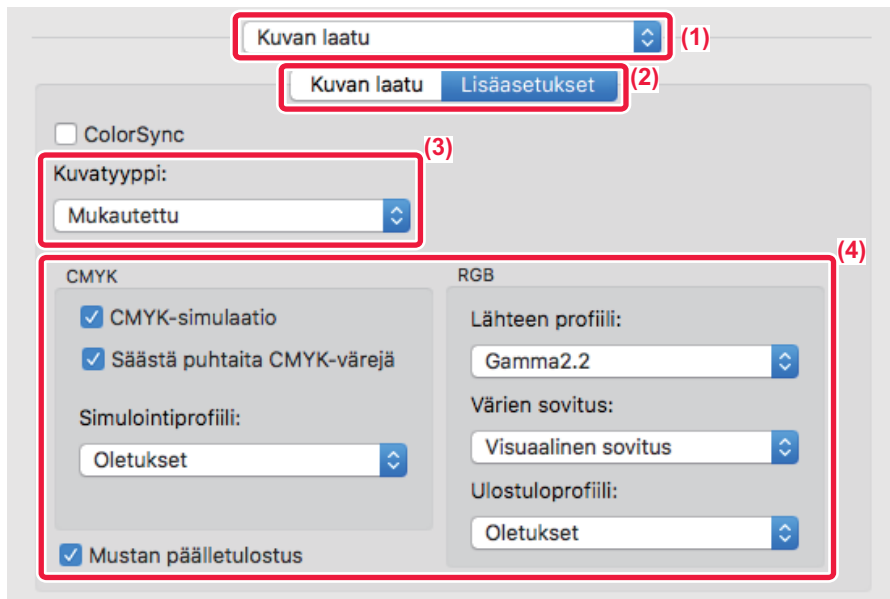 Kuvan laatu
(1)
Kuvan laatu Lisäasetukset
(2)
ColorSync
(3)
Kuvatyyppi:
Mukautettu
(4)
CMYK
CMYK-simulaatio
Säästä puhtaita CMYK-värejä
Simulointiprofiili:
Oletukset
Mustan päälletulostus
RGB
Lähteen profiili:
Gamma2.2
Värien sovitus:
Visuaalinen sovitus
Ulostuloprofiili:
Oletukset